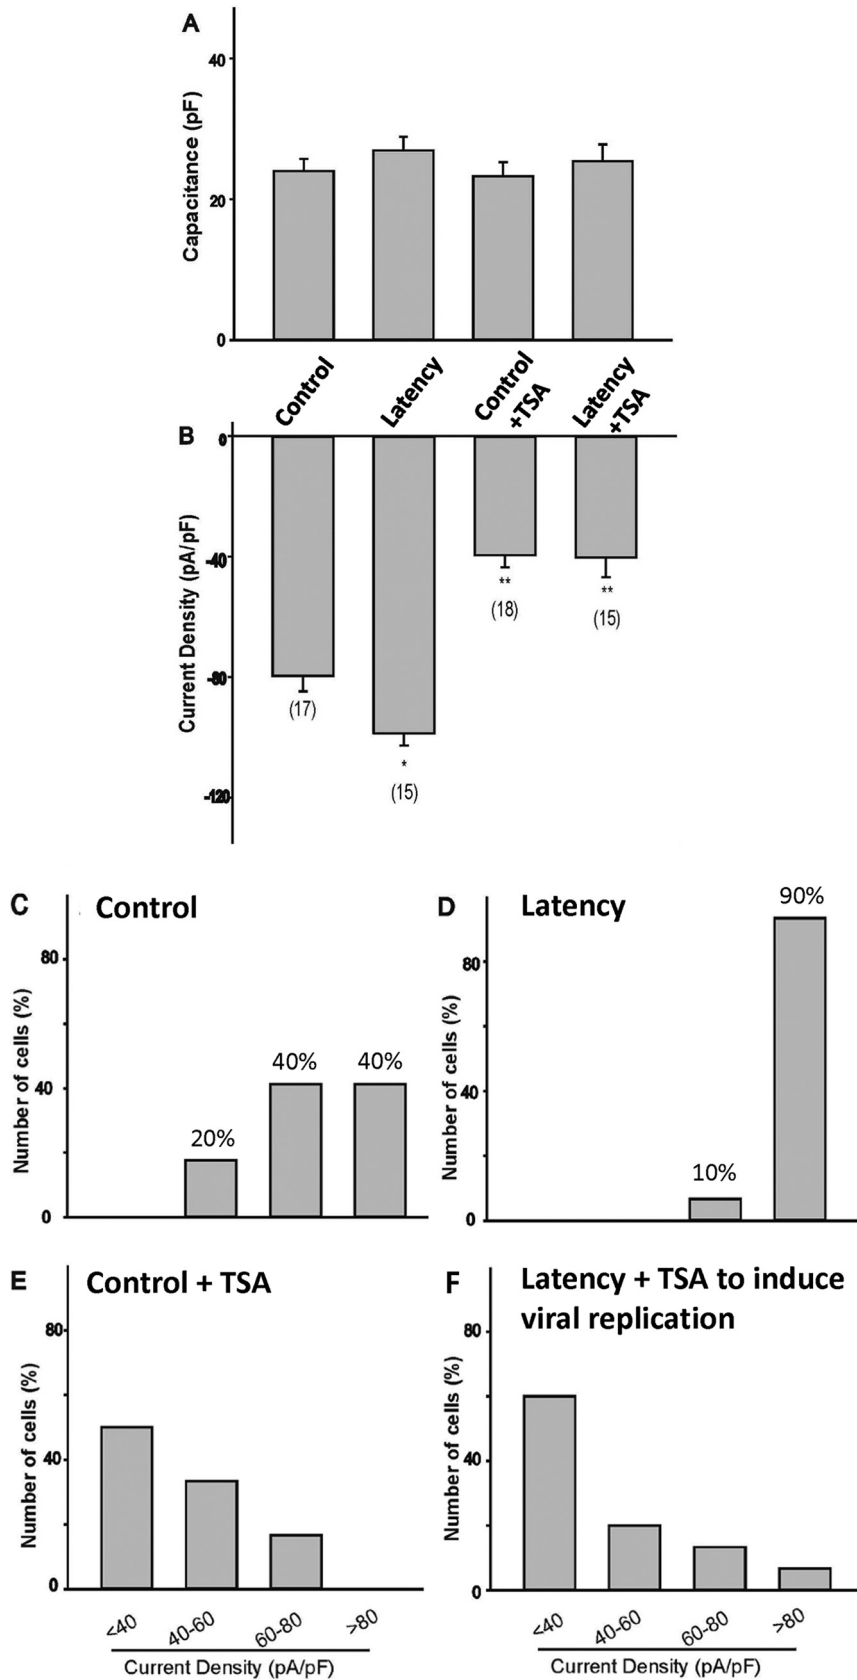 A
Capacitance (pF)
40
20
0
Control
Latency
Control
+TSA
Latency
+TSA
B
Current Density (pA/pF)
0
-40
-80
-120
(17)
*
(15)
**
(18)
**
(15)
C
Control
Number of cells (%)
80
40
0
20%
40%
40%
D
Latency
Number of cells (%)
80
40
0
10%
90%
E
Control + TSA
Number of cells (%)
80
40
0
<40
40-60
60-80
>80
Current Density (pA/pF)
F
Latency + TSA to induce
viral replication
Number of cells (%)
80
40
0
<40
40-60
60-80
>80
Current Density (pA/pF)